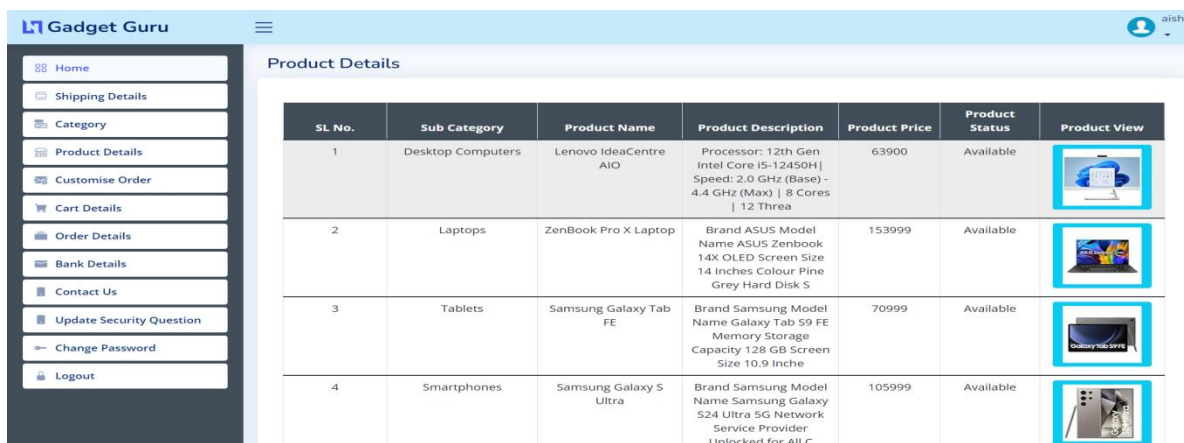 Gadget Guru
aish
Home
Shipping Details
Category
Product Details
Customise Order
Cart Details
Order Details
Bank Details
Contact Us
Update Security Question
Change Password
Logout
Product Details
SL No. Sub Category Product Name Product Description Product Price Product Status Product View
1 Desktop Computers Lenovo IdeaCentre Processor: 12th Gen 63900 Available
AIO Intel Core i5-12450H|
Speed: 2.0 GHz (Base) -
4.4 GHz (Max) | 8 Cores
| 12 Threa
2 Laptops ZenBook Pro X Laptop Brand ASUS Model 153999 Available
Name ASUS Zenbook
14X OLED Screen Size
14 Inches Colour Pine
Grey Hard Disk S
3 Tablets Samsung Galaxy Tab Brand Samsung Model 70999 Available
FE Name Galaxy Tab S9 FE
Memory Storage
Capacity 128 GB Screen
Size 10.9 Inche
Galaxy Tab S9 FE
4 Smartphones Samsung Galaxy S Brand Samsung Model 105999 Available
Ultra Name Samsung Galaxy
S24 Ultra 5G Network
Service Provider
Unlocked for All C